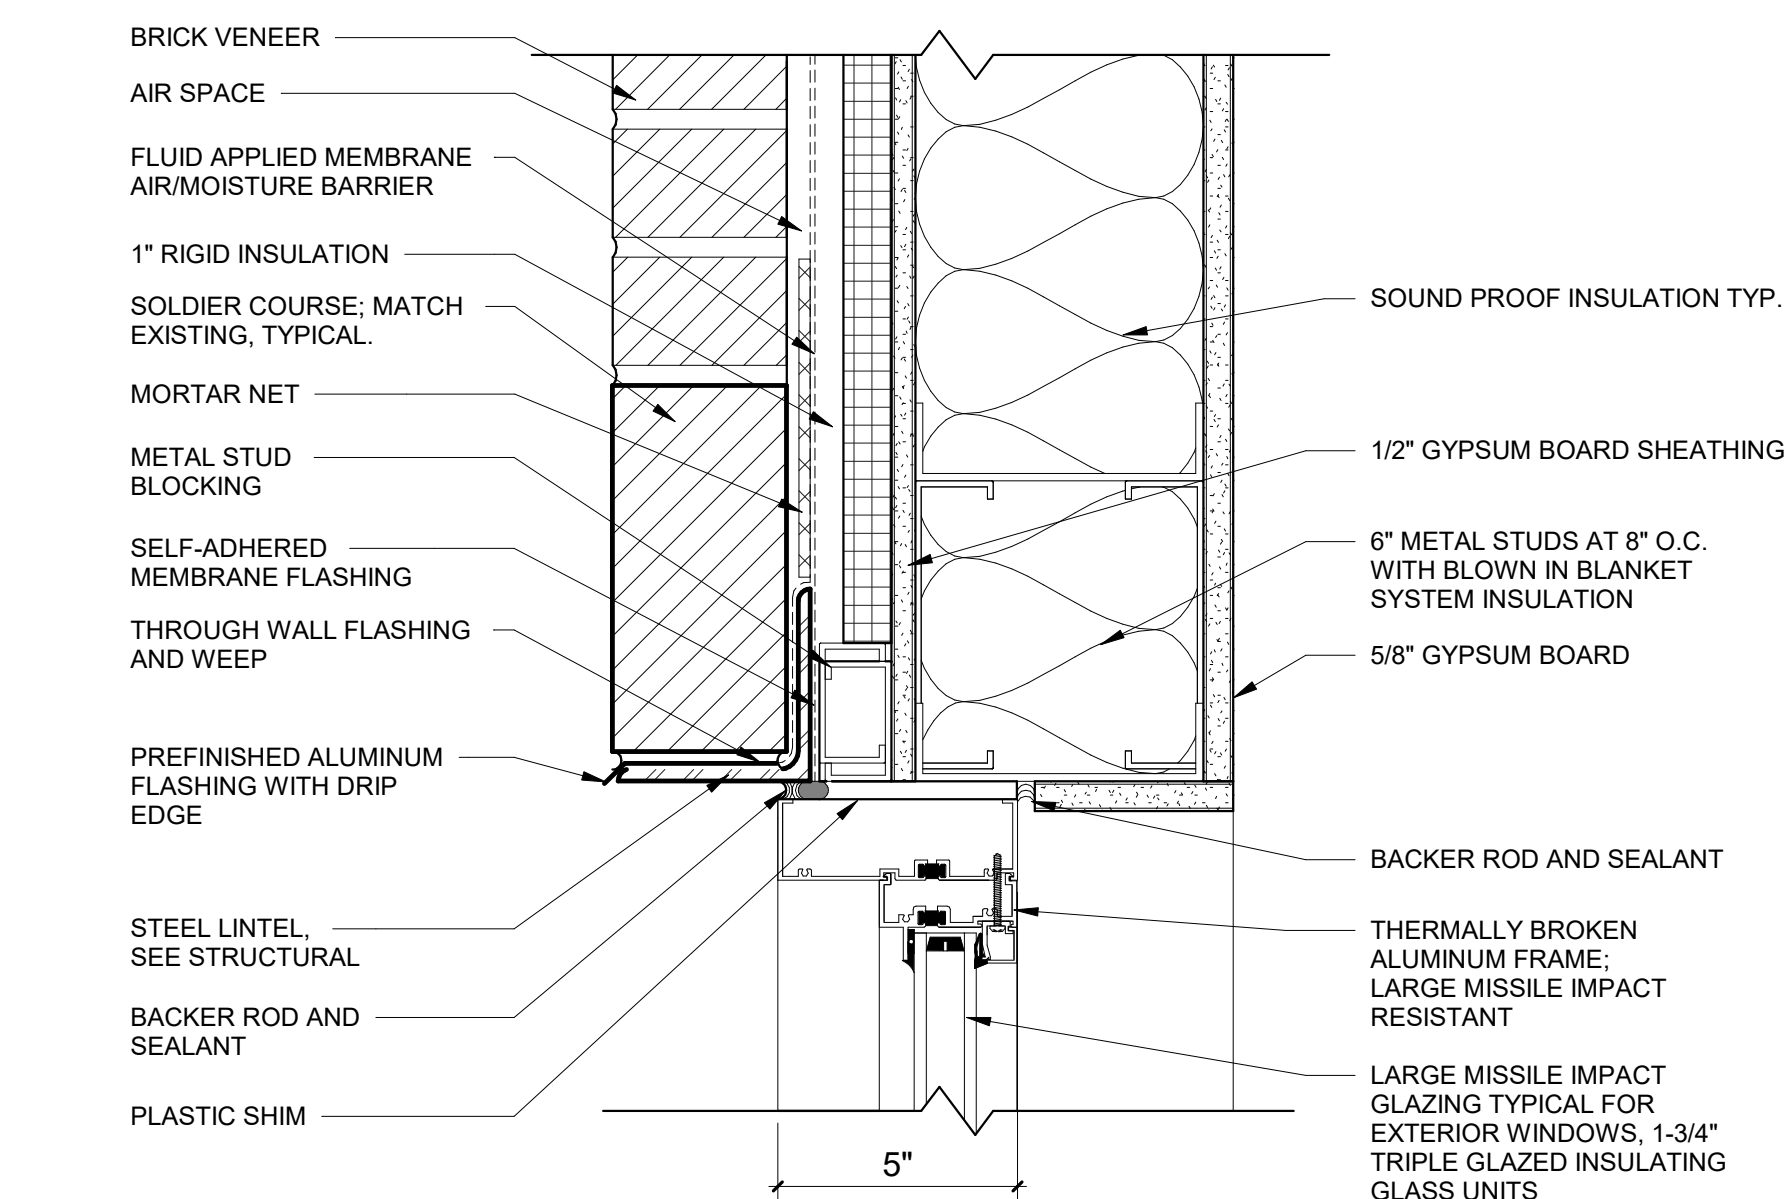 BRICK VENEER
AIR SPACE
FLUID APPLIED MEMBRANE
AIR/MOISTURE BARRIER
1" RIGID INSULATION
SOLDIER COURSE; MATCH
EXISTING, TYPICAL.
MORTAR NET
METAL STUD
BLOCKING
SELF-ADHERED
MEMBRANE FLASHING
THROUGH WALL FLASHING
AND WEEP
PREFINISHED ALUMINUM
FLASHING WITH DRIP
EDGE
STEEL LINTEL,
SEE STRUCTURAL
BACKER ROD AND
SEALANT
PLASTIC SHIM
5"
SOUND PROOF INSULATION TYP.
1/2" GYPSUM BOARD SHEATHING
6" METAL STUDS AT 8" O.C.
WITH BLOWN IN BLANKET
SYSTEM INSULATION
5/8" GYPSUM BOARD
BACKER ROD AND SEALANT
THERMALLY BROKEN
ALUMINUM FRAME;
LARGE MISSILE IMPACT
RESISTANT
LARGE MISSILE IMPACT
GLAZING TYPICAL FOR
EXTERIOR WINDOWS, 1-3/4"
TRIPLE GLAZED INSULATING
GLASS UNITS